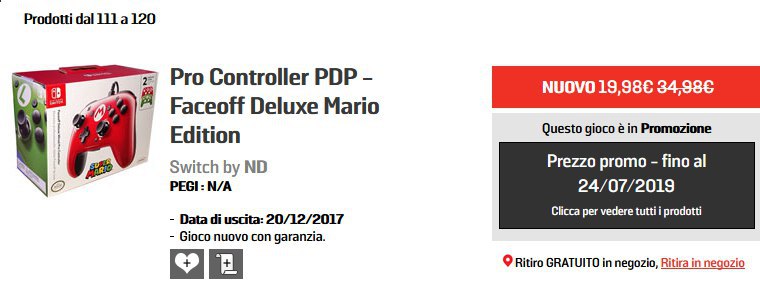 Prodotti dal 111 a 120
Pro Controller PDP -
Faceoff Deluxe Mario
Edition
Switch by ND
PEGI : N/A
- Data di uscita: 20/12/2017
- Gioco nuovo con garanzia.
NUOVO 19,98€ 34,98€
Questo gioco è in Promozione
Prezzo promo - fino al
24/07/2019
Clicca per vedere tutti i prodotti
Ritiro GRATUITO in negozio, Ritira in negozio
SUPER
MARIO